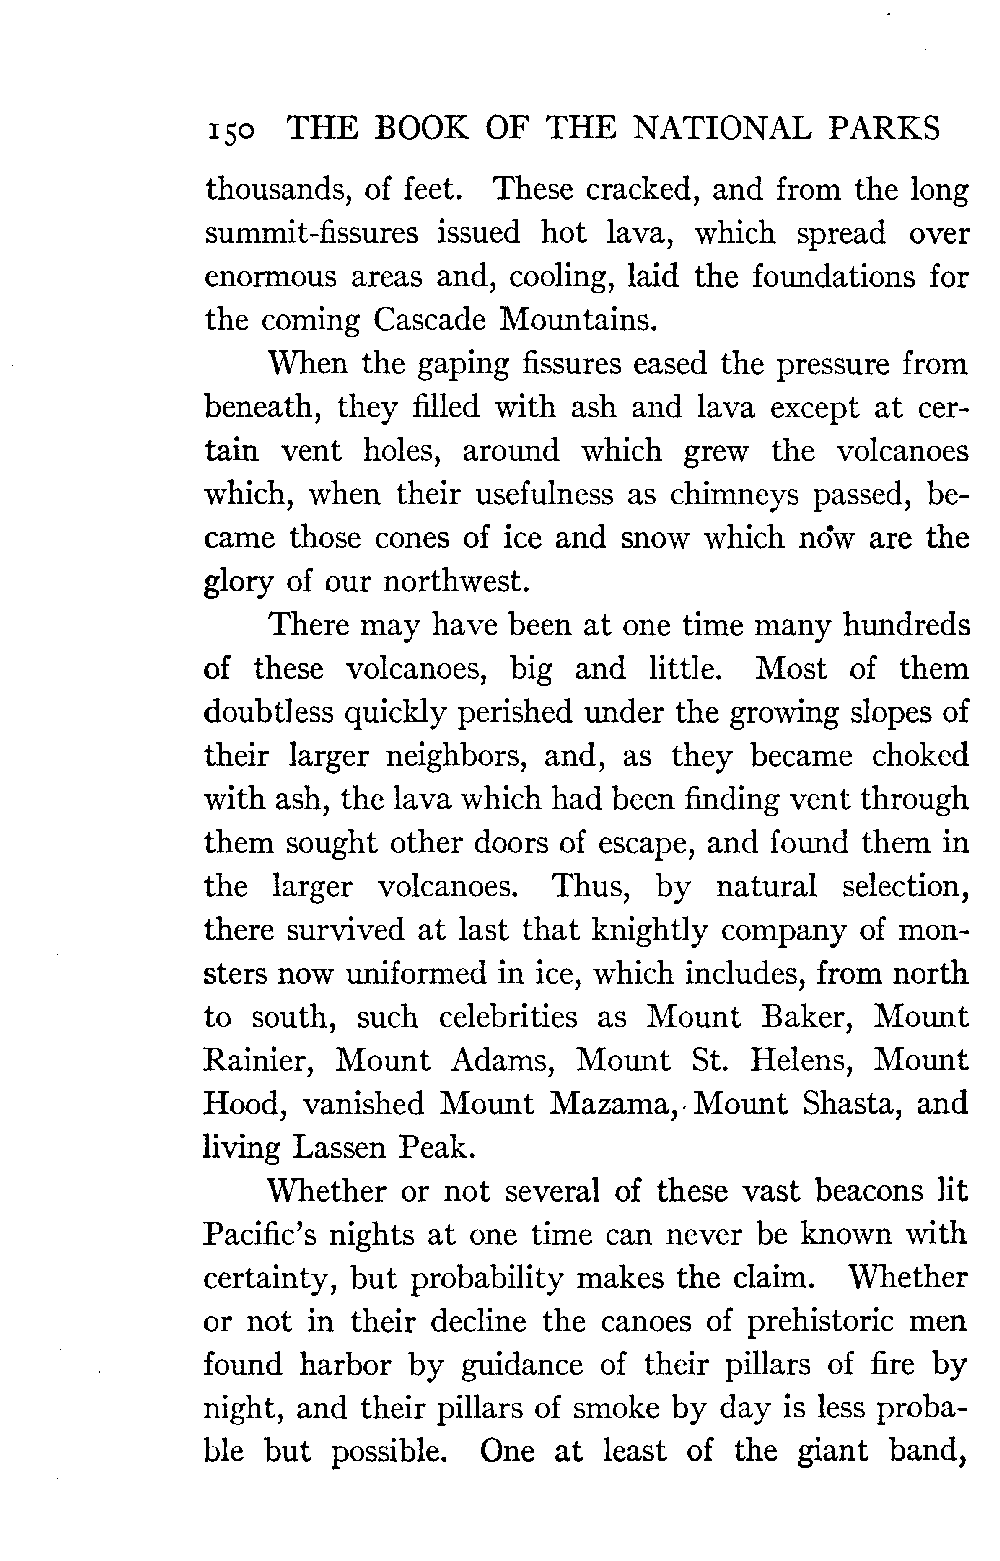 150 THE BOOK OF THE NATIONAL PARKS
thousands, of feet. These cracked, and from the long
summit-fissures issued hot lava, which spread over
enormous areas and, cooling, laid the foundations for
the coming Cascade Mountains.
When the gaping fissures eased the pressure from
beneath, they filled with ash and lava except at cer-
tain vent holes, around which grew the volcanoes
which, when their usefulness as chimneys passed, be-
came those cones of ice and snow which now are the
glory of our northwest.
There may have been at one time many hundreds
of these volcanoes, big and little. Most of them
doubtless quickly perished under the growing slopes of
their larger neighbors, and, as they became choked
with ash, the lava which had been finding vent through
them sought other doors of escape, and found them in
the larger volcanoes. Thus, by natural selection,
there survived at last that knightly company of mon-
sters now uniformed in ice, which includes, from north
to south, such celebrities as Mount Baker, Mount
Rainier, Mount Adams, Mount St. Helens, Mount
Hood, vanished Mount Mazama, Mount Shasta, and
living Lassen Peak.
Whether or not several of these vast beacons lit
Pacific's nights at one time can never be known with
certainty, but probability makes the claim. Whether
or not in their decline the canoes of prehistoric men
found harbor by guidance of their pillars of fire by
night, and their pillars of smoke by day is less proba-
ble but possible. One at least of the giant band,